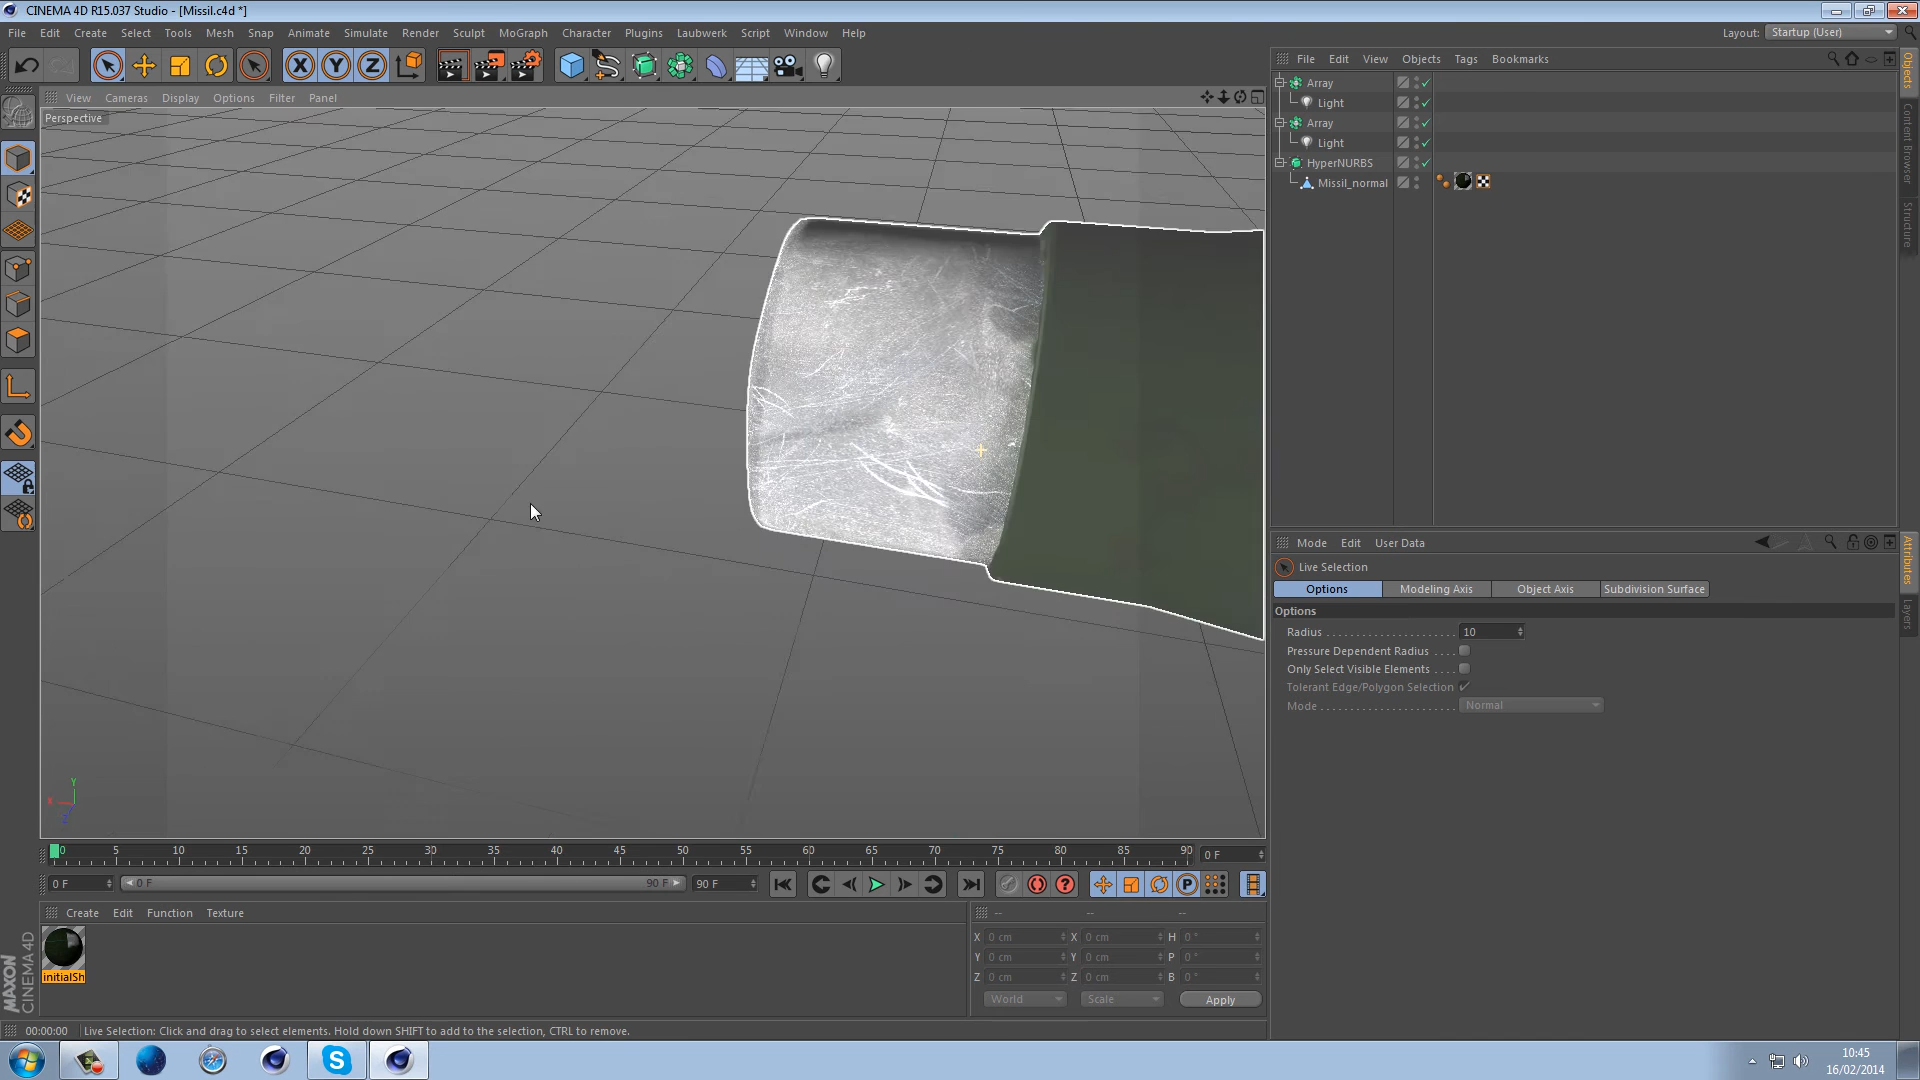 CINEMA 4D R15.037 Studio - [Missil.c4d *]
File Edit Create Select Tools Mesh Snap Animate Simulate Render Sculpt MoGraph Character Plugins Laubwerk Script Window Help
Layout: Startup (User)
X Y Z
View Cameras Display Options Filter Panel
Perspective
File Edit View Objects Tags Bookmarks
Array
Light
Array
Light
HyperNURBS
Missil_normal
Objects
Content Browser
Structure
Mode Edit User Data
Live Selection
Options Modeling Axis Object Axis Subdivision Surface
Options
Radius 10
Pressure Dependent Radius
Only Select Visible Elements
Tolerant Edge/Polygon Selection
Mode Normal
Attributes
Layers
Y
X
Z
0 5 10 15 20 25 30 35 40 45 50 55 60 65 70 75 80 85 90
0 F
0 F 0 F 90 F 90 F
P
Create Edit Function Texture
initialSh
-- -- --
X 0 cm X 0 cm H 0 °
Y 0 cm Y 0 cm P 0 °
Z 0 cm Z 0 cm B 0 °
World Scale Apply
MAXON
CINEMA 4D
00:00:00 Live Selection: Click and drag to select elements. Hold down SHIFT to add to the selection, CTRL to remove.
10:45
16/02/2014